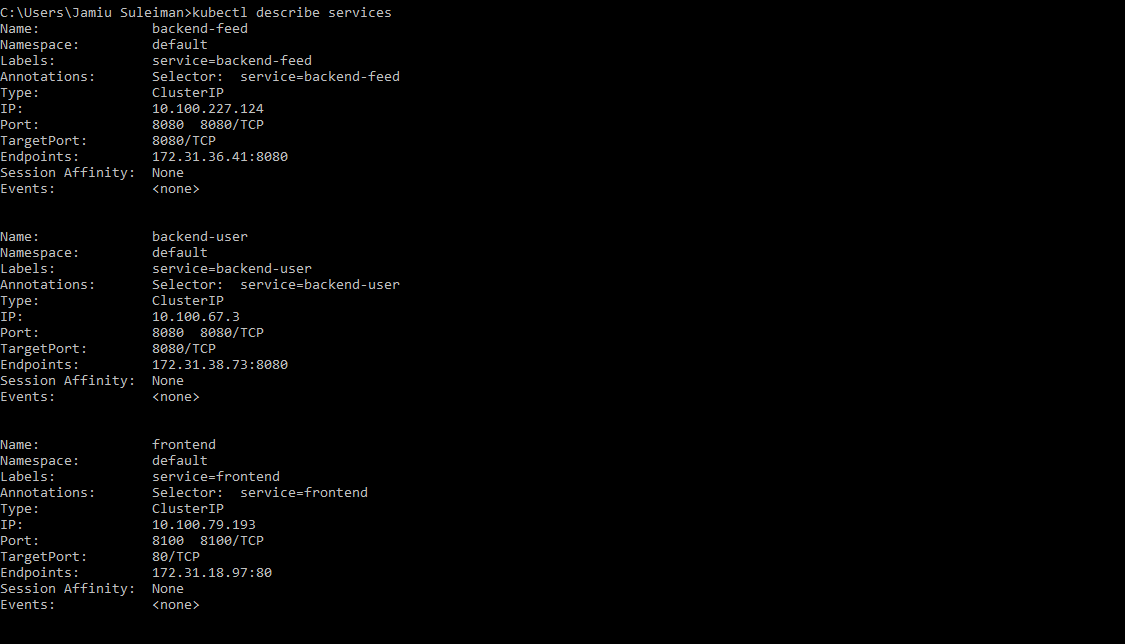 C:\Users\Jamiu Suleiman>kubectl describe services
Name:              backend-feed
Namespace:         default
Labels:            service=backend-feed
Annotations:       Selector:  service=backend-feed
Type:              ClusterIP
IP:                10.100.227.124
Port:              8080  8080/TCP
TargetPort:        8080/TCP
Endpoints:         172.31.36.41:8080
Session Affinity:  None
Events:            <none>
Name:              backend-user
Namespace:         default
Labels:            service=backend-user
Annotations:       Selector:  service=backend-user
Type:              ClusterIP
IP:                10.100.67.3
Port:              8080  8080/TCP
TargetPort:        8080/TCP
Endpoints:         172.31.38.73:8080
Session Affinity:  None
Events:            <none>
Name:              frontend
Namespace:         default
Labels:            service=frontend
Annotations:       Selector:  service=frontend
Type:              ClusterIP
IP:                10.100.79.193
Port:              8100  8100/TCP
TargetPort:        80/TCP
Endpoints:         172.31.18.97:80
Session Affinity:  None
Events:            <none>